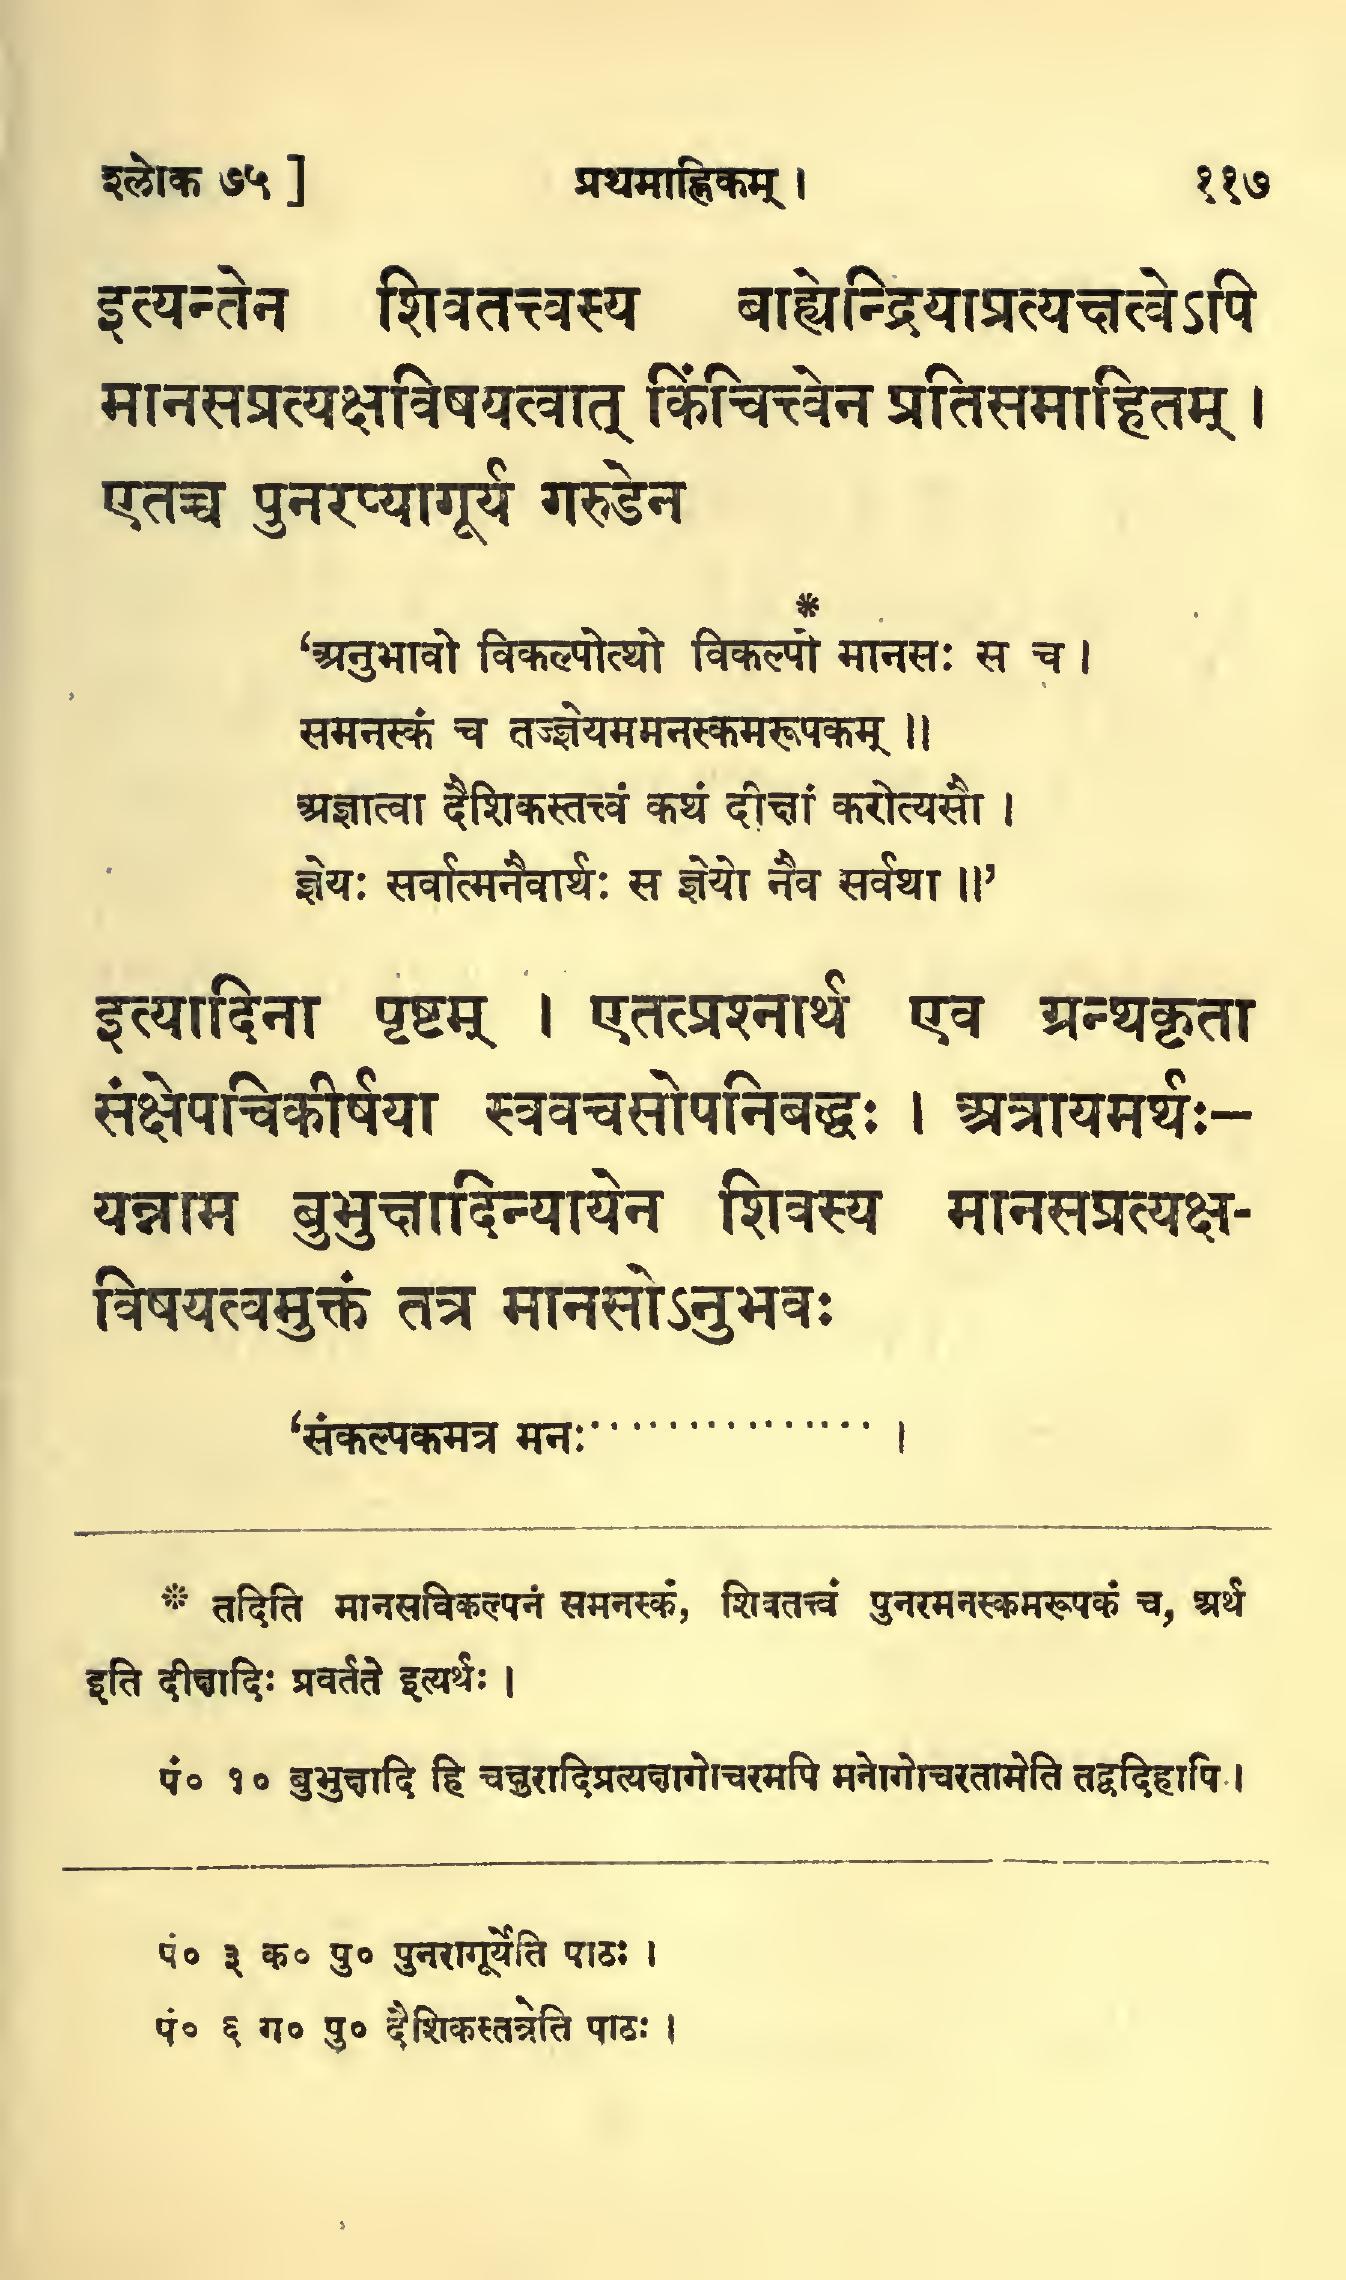 श्लोक ७५ ] प्रथमाह्निकम् । ११७
इत्यन्तेन शिवतत्त्वस्य बाह्येन्द्रियाप्रत्यक्षत्वेऽपि
मानसप्रत्यक्षविषयत्वात् किंचित्त्वेन प्रतिसमाहितम् ।
एतच्च पुनरप्यागूर्य गरुडेन
*
‘अनुभावो विकल्पोत्थो विकल्पो मानसः स च ।
समनस्कं च तज्ज्ञेयममनस्कमरूपकम् ॥
अज्ञात्वा दैशिकस्तत्त्वं कथं दीक्षां करोत्यसौ ।
ज्ञेयः सर्वात्मनैवार्थः स ज्ञेयो नैव सर्वथा ॥’
इत्यादिना पृष्टम् । एतत्प्रश्नार्थ एव ग्रन्थकृता
संक्षेपचिकीर्षया स्ववचसोपनिबद्धः । अत्रायमर्थः—
यन्नाम बुभुक्षादिन्यायेन शिवस्य मानसप्रत्यक्ष-
विषयत्वमुक्तं तत्र मानसोऽनुभवः
‘संकल्पकमत्र मनः................ ।
* तदिति मानसविकल्पनं समनस्कं, शिवतत्त्वं पुनरमनस्कमरूपकं च, अर्थ
इति दीक्षादिः प्रवर्तते इत्यर्थः ।
पं० १० बुभुक्षादि हि चक्षुरादिप्रत्यक्षागोचरमपि मनोगोचरतामेति तद्वदिहापि ।
पं० ३ क० पु० पुनरागूर्येति पाठः ।
पं० ६ ग० पु० दैशिकस्तत्रेति पाठः ।